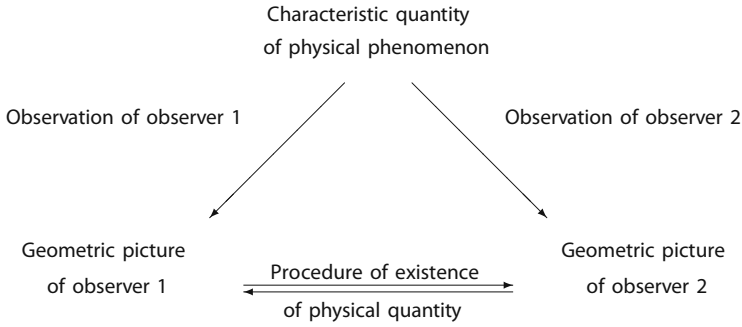 Characteristic quantity
of physical phenomenon
Observation of observer 1
Observation of observer 2
Geometric picture
of observer 1
Procedure of existence
of physical quantity
Geometric picture
of observer 2